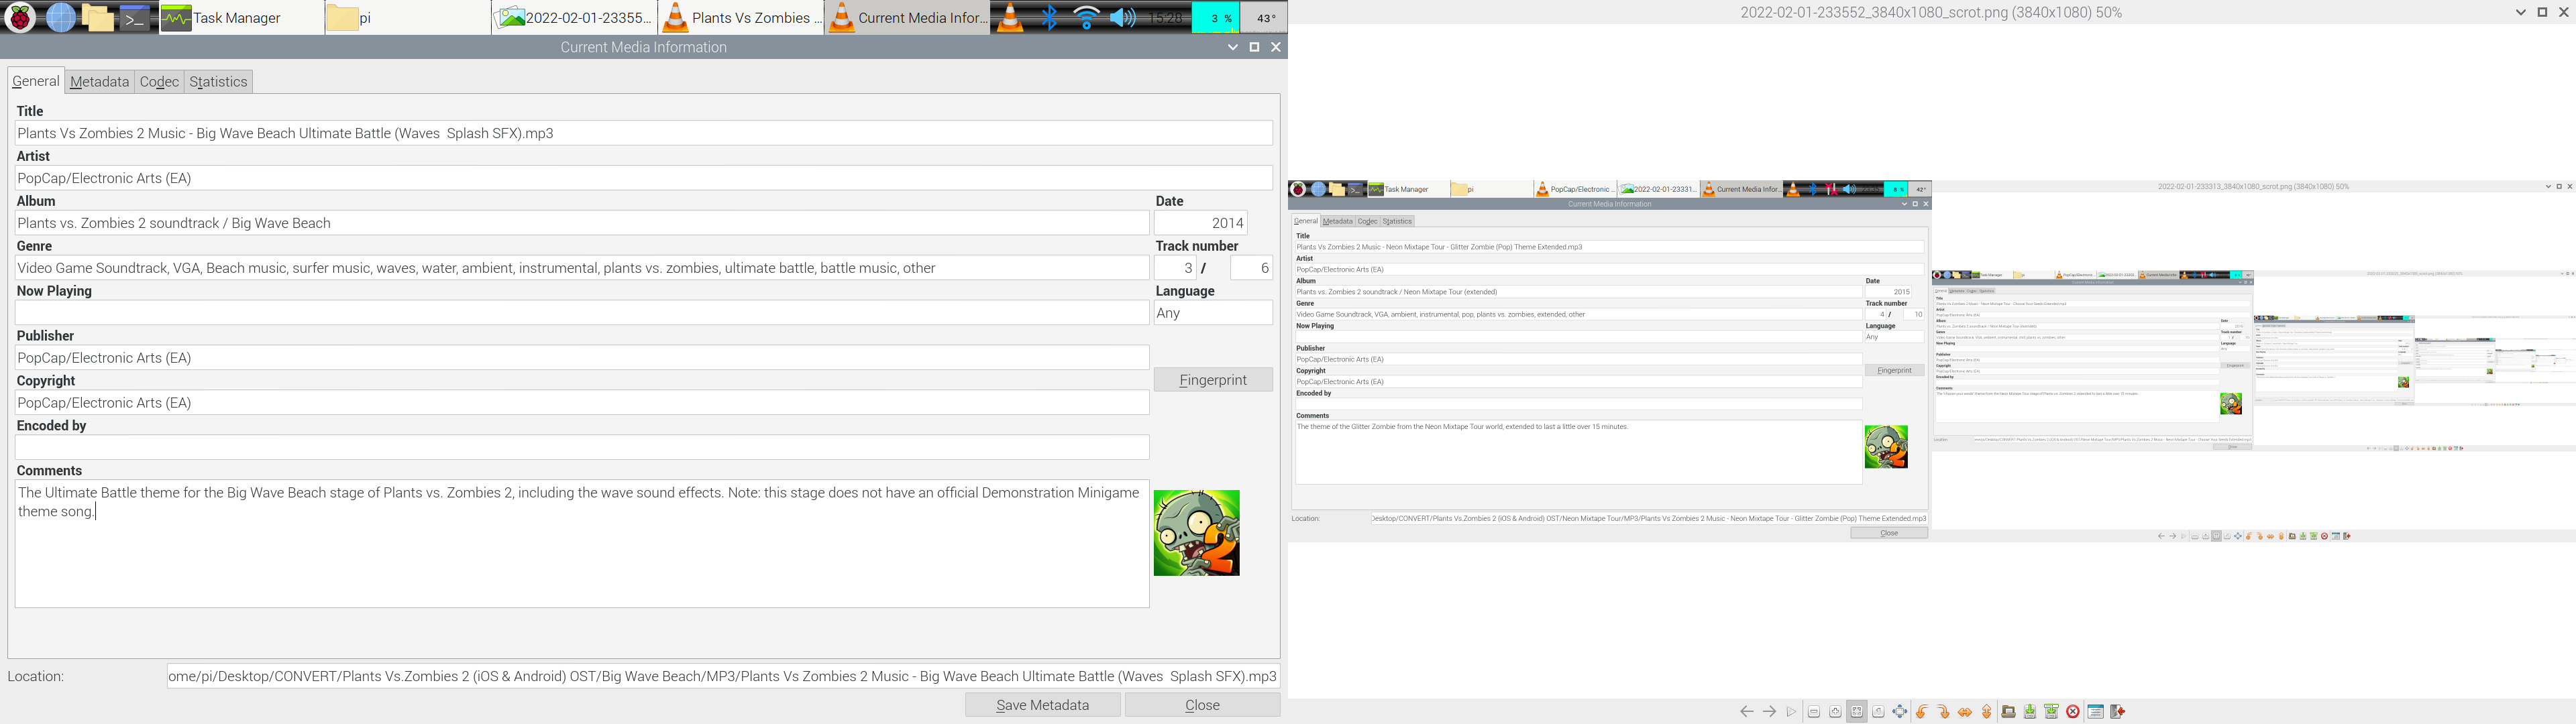 Task Manager
pi
2022-02-01-23355...
Plants Vs Zombies ...
Current Media Infor...
15:28
3 %
43°
Current Media Information
General
Metadata
Codec
Statistics
Title
Plants Vs Zombies 2 Music - Big Wave Beach Ultimate Battle (Waves  Splash SFX).mp3
Artist
PopCap/Electronic Arts (EA)
Album
Date
Plants vs. Zombies 2 soundtrack / Big Wave Beach
2014
Genre
Track number
Video Game Soundtrack, VGA, Beach music, surfer music, waves, water, ambient, instrumental, plants vs. zombies, ultimate battle, battle music, other
3 / 6
Now Playing
Language
Any
Publisher
PopCap/Electronic Arts (EA)
Copyright
Fingerprint
PopCap/Electronic Arts (EA)
Encoded by
Comments
The Ultimate Battle theme for the Big Wave Beach stage of Plants vs. Zombies 2, including the wave sound effects. Note: this stage does not have an official Demonstration Minigame
theme song.
2
Location:
ome/pi/Desktop/CONVERT/Plants Vs.Zombies 2 (iOS & Android) OST/Big Wave Beach/MP3/Plants Vs Zombies 2 Music - Big Wave Beach Ultimate Battle (Waves  Splash SFX).mp3
Save Metadata
Close
2022-02-01-233552_3840x1080_scrot.png (3840x1080) 50%
Task Manager
pi
PopCap/Electronic ...
2022-02-01-23331...
Current Media Infor...
8 %
42°
Current Media Information
General
Metadata
Codec
Statistics
Title
Plants Vs Zombies 2 Music - Neon Mixtape Tour - Glitter Zombie (Pop) Theme Extended.mp3
Artist
PopCap/Electronic Arts (EA)
Album
Date
Plants vs. Zombies 2 soundtrack / Neon Mixtape Tour (extended)
2015
Genre
Track number
Video Game Soundtrack, VGA, ambient, instrumental, pop, plants vs. zombies, extended, other
4 / 10
Now Playing
Language
Any
Publisher
PopCap/Electronic Arts (EA)
Copyright
Fingerprint
PopCap/Electronic Arts (EA)
Encoded by
Comments
The theme of the Glitter Zombie from the Neon Mixtape Tour world, extended to last a little over 15 minutes.
2
Location:
Desktop/CONVERT/Plants Vs.Zombies 2 (iOS & Android) OST/Neon Mixtape Tour/MP3/Plants Vs Zombies 2 Music - Neon Mixtape Tour - Glitter Zombie (Pop) Theme Extended.mp3
Close
2022-02-01-233313_3840x1080_scrot.png (3840x1080) 50%